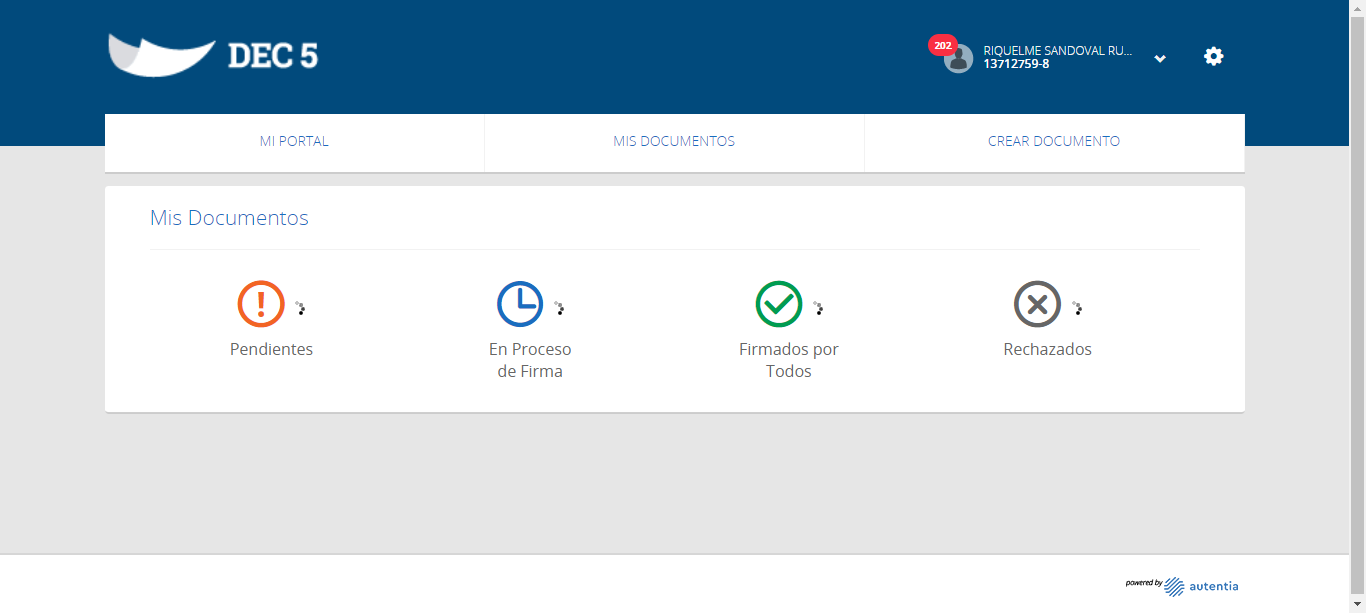 DEC 5
202
RIQUELME SANDOVAL RU...
13712759-8
MI PORTAL
MIS DOCUMENTOS
CREAR DOCUMENTO
Mis Documentos
Pendientes
En Proceso
de Firma
Firmados por
Todos
Rechazados
powered by autentia